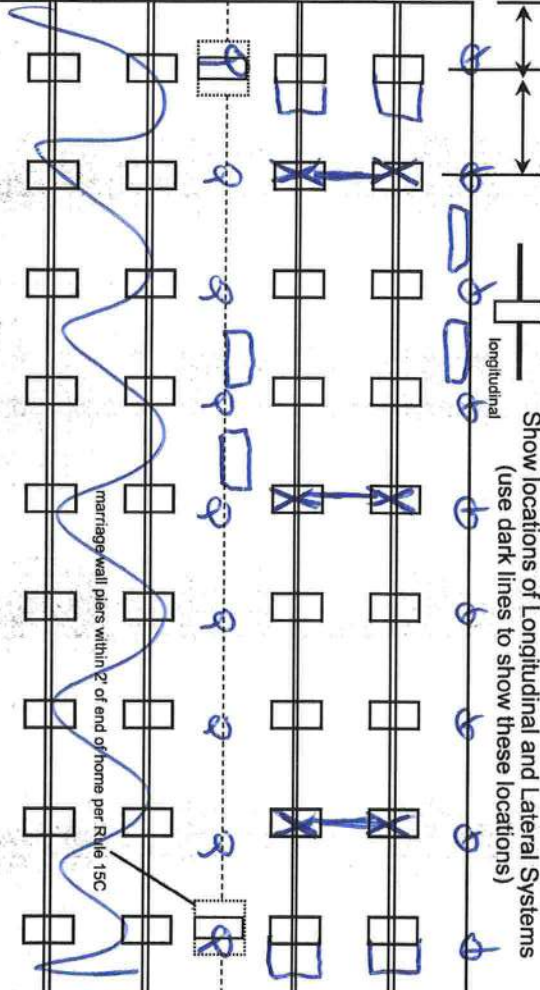 Show locations of Longitudinal and Lateral Systems
(use dark lines to show these locations)
longitudinal
marriage wall piers within 2' of end of home per Rule 15C